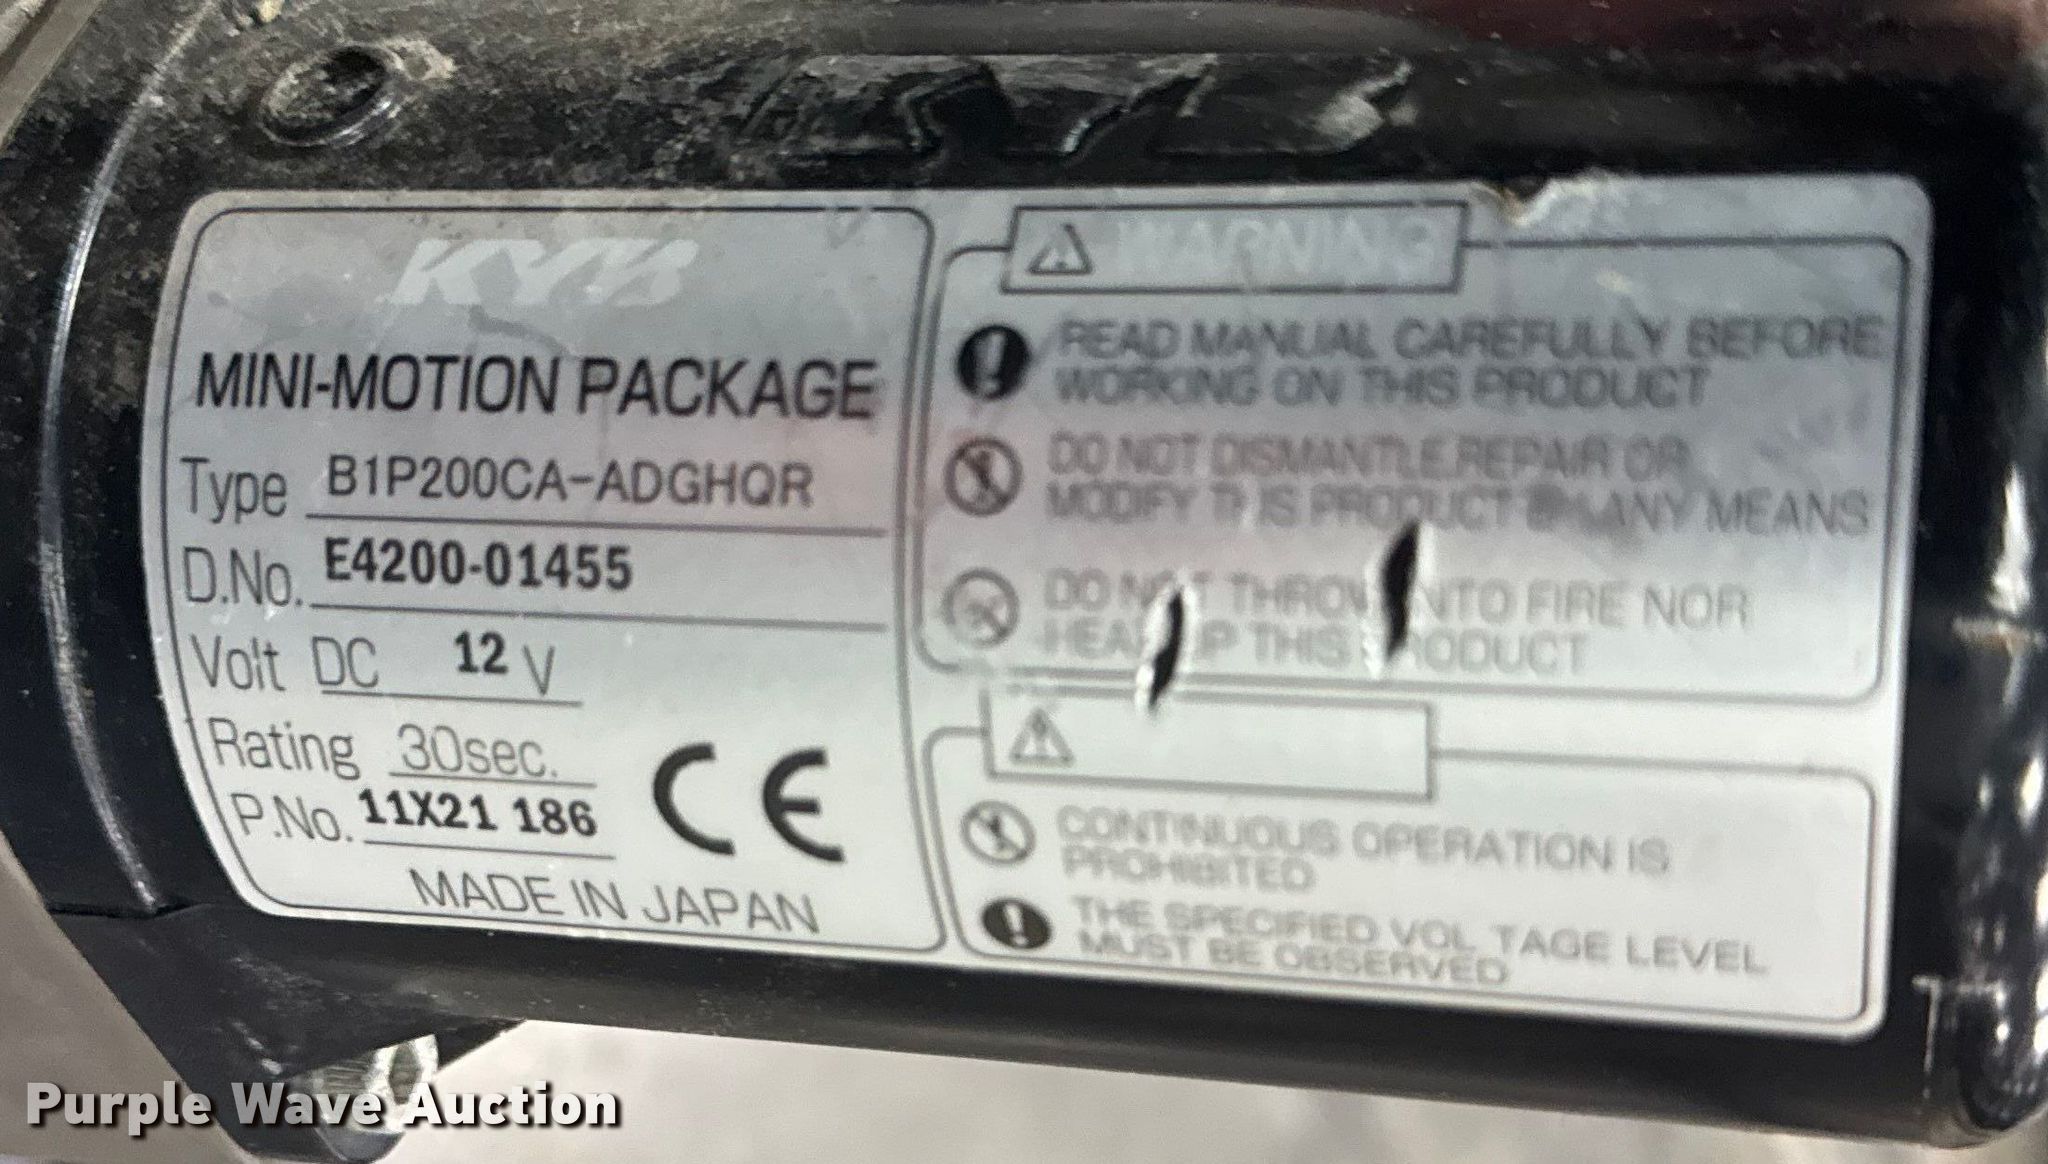 KYB
MINI-MOTION PACKAGE
Type B1P200CA-ADGHQR
D.No. E4200-01455
Volt DC 12 V
Rating 30sec.
P.No. 11X21 186
CE
MADE IN JAPAN
WARNING
READ MANUAL CAREFULLY BEFORE
WORKING ON THIS PRODUCT
DO NOT DISMANTLE,REPAIR OR
MODIFY THIS PRODUCT BY ANY MEANS
DO NOT THROW INTO FIRE NOR
HEAT UP THIS PRODUCT
CONTINUOUS OPERATION IS
PROHIBITED
THE SPECIFIED VOL TAGE LEVEL
MUST BE OBSERVED
Purple Wave Auction